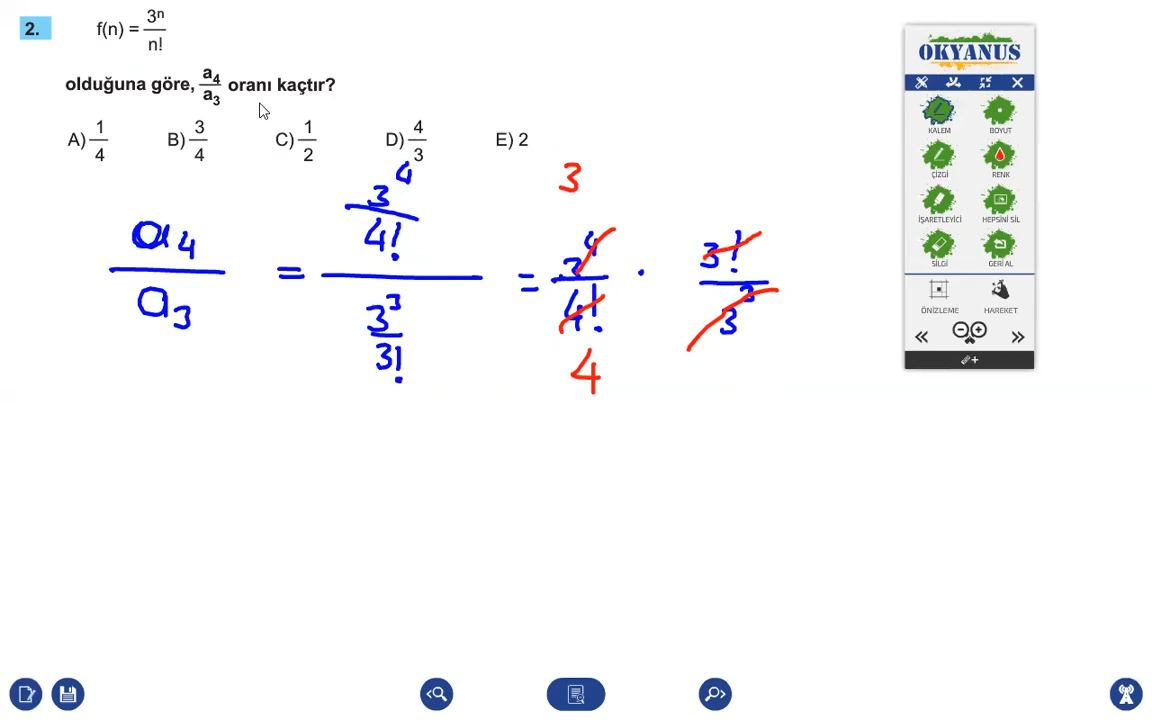 2.
f(n) = 3ⁿ/n!
olduğuna göre, a₄/a₃ oranı kaçtır?
A) 1/4 B) 3/4 C) 1/2 D) 4/3 E) 2
3
a₄/a₃ = (3⁴/4!)/(3³/3!) = 3⁴/4! · 3!/3³
4
OKYANUS
KALEM BOYUT
ÇİZGİ RENK
İŞARETLEYİCİ HEPSİNİ SİL
SİLGİ GERİ AL
ÖNİZLEME HAREKET